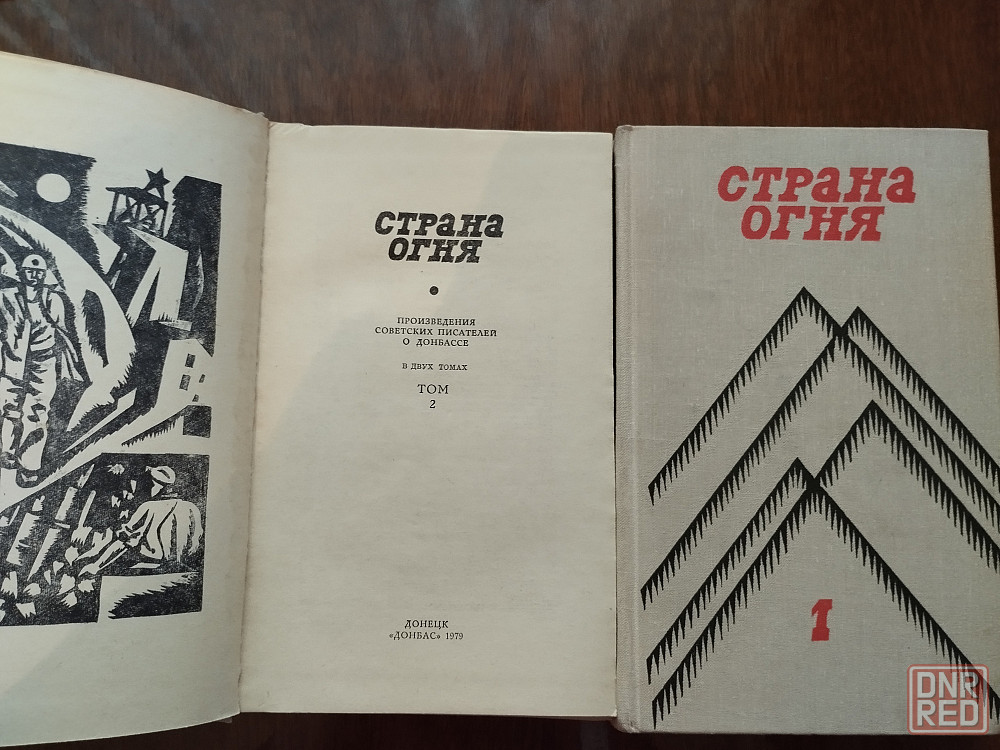 СТРАНА
ОГНЯ
ПРОИЗВЕДЕНИЯ
СОВЕТСКИХ ПИСАТЕЛЕЙ
О ДОНБАССЕ
В ДВУХ ТОМАХ
ТОМ
2
ДОНЕЦК
«ДОНБАС» 1979
СТРАНА
ОГНЯ
1
DNR
RED